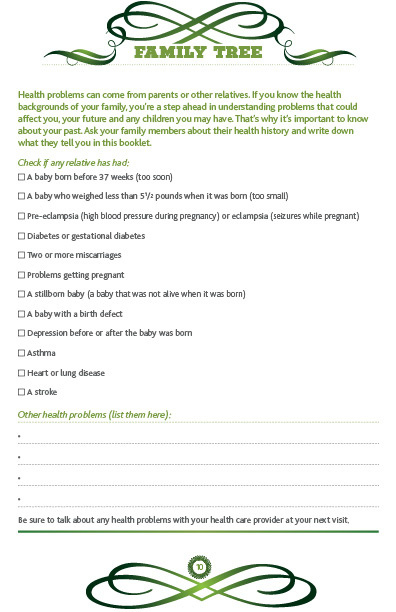 FAMILY TREE
Health problems can come from parents or other relatives. If you know the health
backgrounds of your family, you're a step ahead in understanding problems that could
affect you, your future and any children you may have. That's why it's important to know
about your past. Ask your family members about their health history and write down
what they tell you in this booklet.
Check if any relative has had:
☐ A baby born before 37 weeks (too soon)
☐ A baby who weighed less than 5½ pounds when it was born (too small)
☐ Pre-eclampsia (high blood pressure during pregnancy) or eclampsia (seizures while pregnant)
☐ Diabetes or gestational diabetes
☐ Two or more miscarriages
☐ Problems getting pregnant
☐ A stillborn baby (a baby that was not alive when it was born)
☐ A baby with a birth defect
☐ Depression before or after the baby was born
☐ Asthma
☐ Heart or lung disease
☐ A stroke
Other health problems (list them here):
•
•
•
•
Be sure to talk about any health problems with your health care provider at your next visit.
10